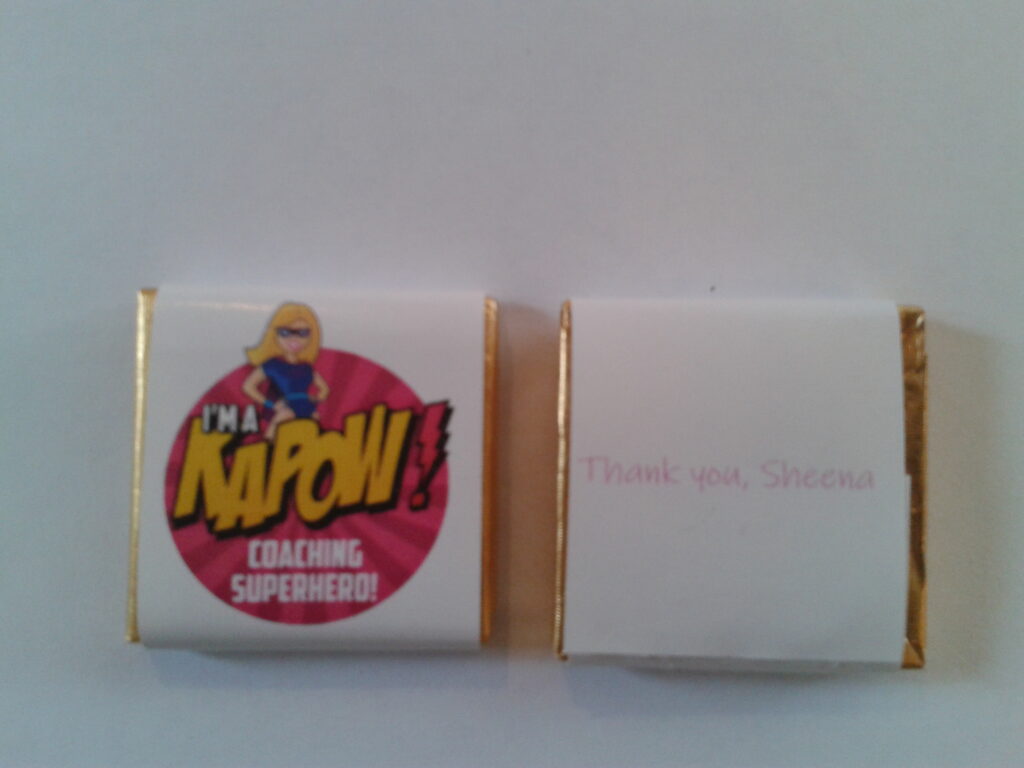 I'M A
KAPOW!
COACHING
SUPERHERO!
Thank you, Sheena